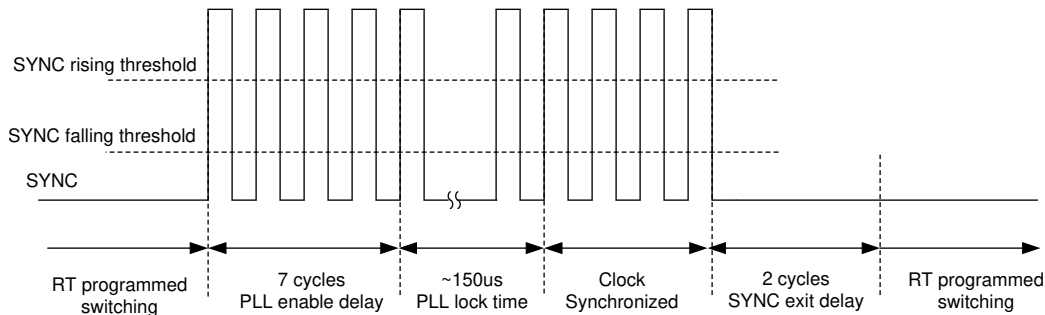 SYNC rising threshold
SYNC falling threshold
SYNC
RT programmed
switching
7 cycles
PLL enable delay
~150us
PLL lock time
Clock
Synchronized
2 cycles
SYNC exit delay
RT programmed
switching